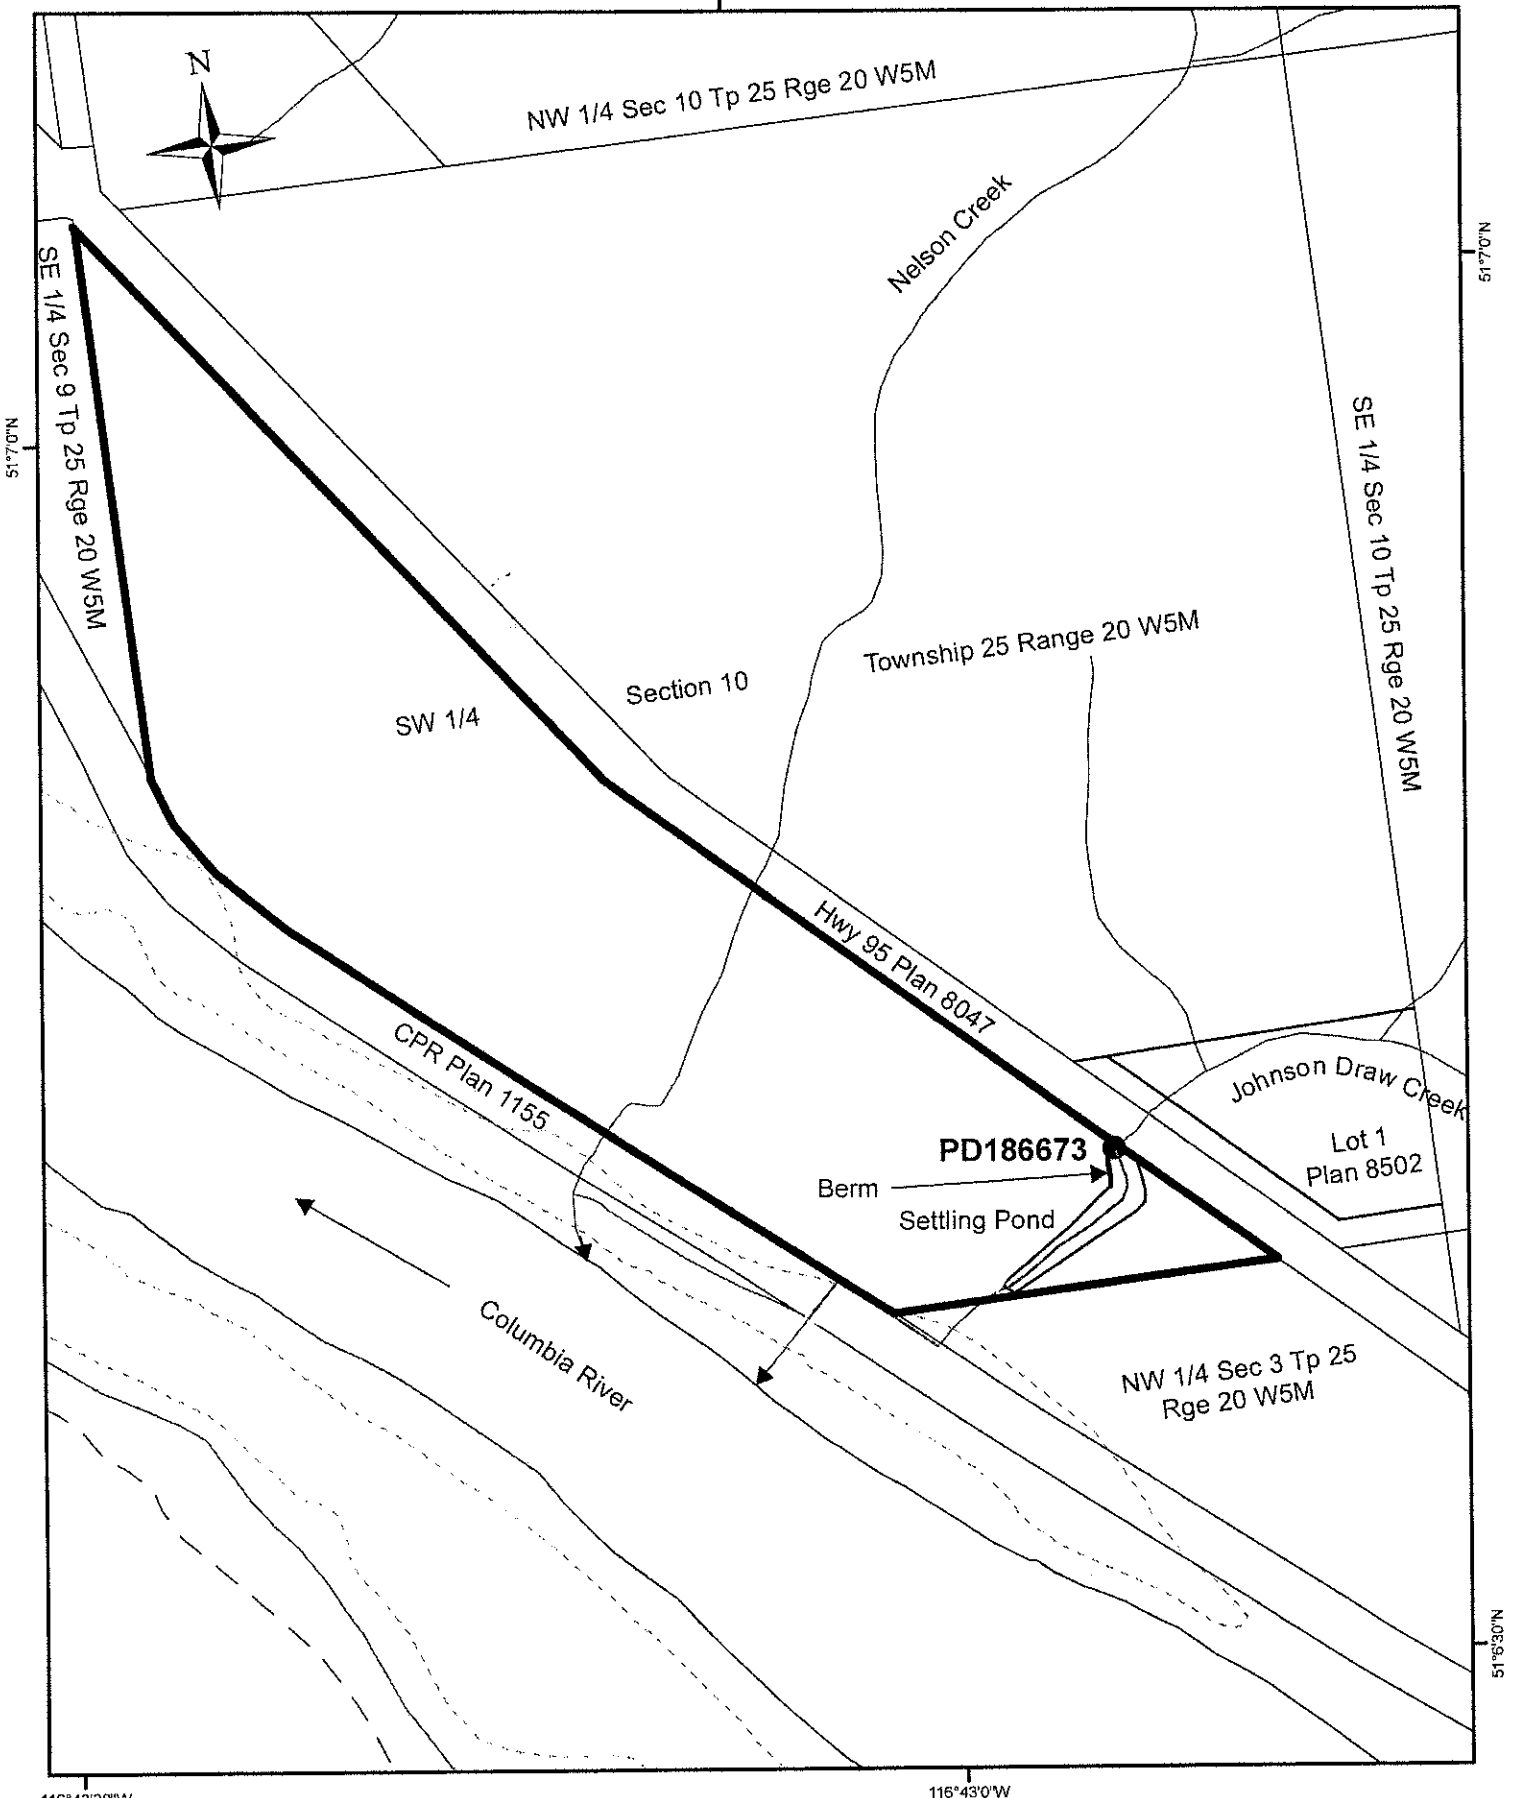 N
NW 1/4 Sec 10 Tp 25 Rge 20 W5M
Nelson Creek
51°7'0"N
SE 1/4 Sec 9 Tp 25 Rge 20 W5M
51°7'0"N
SE 1/4 Sec 10 Tp 25 Rge 20 W5M
Township 25 Range 20 W5M
Section 10
SW 1/4
Hwy 95 Plan 8047
CPR Plan 1155
Johnson Draw Creek
Lot 1
Plan 8502
PD186673
Berm
Settling Pond
Columbia River
NW 1/4 Sec 3 Tp 25
Rge 20 W5M
51°6'30"N
116°43'0"W